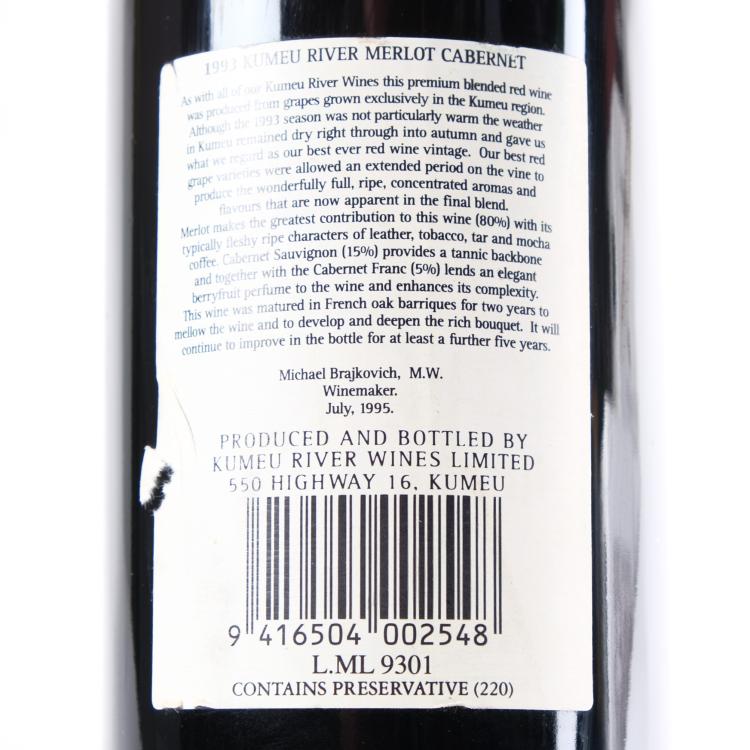 1993 KUMEU RIVER MERLOT CABERNET
As with all of our Kumeu River Wines this premium blended red wine
was produced from grapes grown exclusively in the Kumeu region.
Although the 1993 season was not particularly warm the weather
in Kumeu remained dry right through into autumn and gave us
what we regard as our best ever red wine vintage. Our best red
grape varieties were allowed an extended period on the vine to
produce the wonderfully full, ripe, concentrated aromas and
flavours that are now apparent in the final blend.
Merlot makes the greatest contribution to this wine (80%) with its
typically fleshy ripe characters of leather, tobacco, tar and mocha
coffee. Cabernet Sauvignon (15%) provides a tannic backbone
and together with the Cabernet Franc (5%) lends an elegant
berryfruit perfume to the wine and enhances its complexity.
This wine was matured in French oak barriques for two years to
mellow the wine and to develop and deepen the rich bouquet. It will
continue to improve in the bottle for at least a further five years.
Michael Brajkovich, M.W.
Winemaker.
July, 1995.
PRODUCED AND BOTTLED BY
KUMEU RIVER WINES LIMITED
550 HIGHWAY 16, KUMEU
9 416504 002548
L.ML 9301
CONTAINS PRESERVATIVE (220)